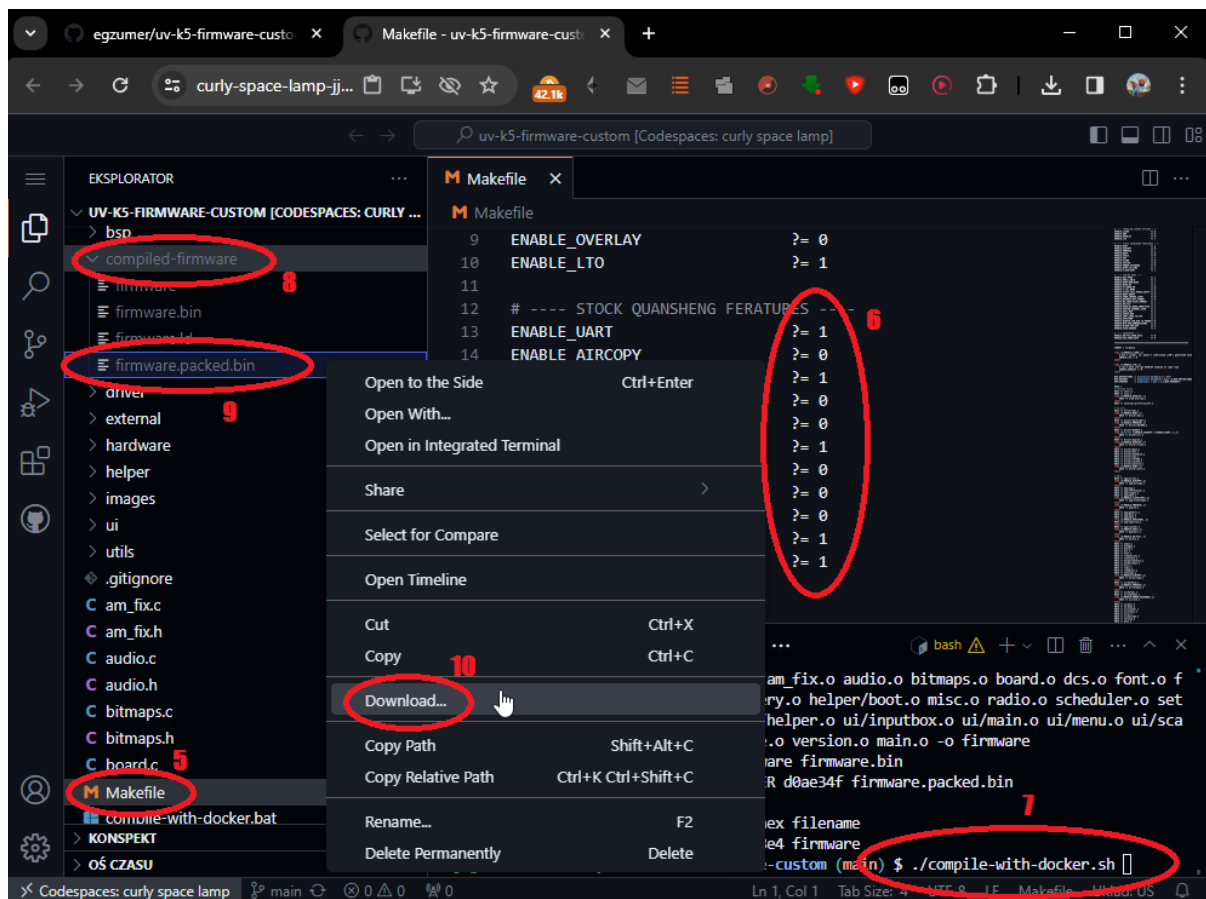 egzumer/uv-k5-firmware-custo
Makefile - uv-k5-firmware-custo
curly-space-lamp-jj...
42.1k
uv-k5-firmware-custom [Codespaces: curly space lamp]
EKSPLORATOR
UV-K5-FIRMWARE-CUSTOM [CODESPACES: CURLY ...
bsp
compiled-firmware
8
firmware
firmware.bin
firmware.ld
firmware.packed.bin
9
driver
external
hardware
helper
images
ui
utils
.gitignore
am_fix.c
am_fix.h
audio.c
audio.h
bitmaps.c
bitmaps.h
board.c
5
Makefile
compile-with-docker.bat
KONSPEKT
OŚ CZASU
Makefile
Makefile
9 ENABLE_OVERLAY ?= 0
10 ENABLE_LTO ?= 1
11
12 # ---- STOCK QUANSHENG FERATURES ----
6
13 ENABLE_UART ?= 1
14 ENABLE_AIRCOPY ?= 0
?= 1
?= 0
?= 0
?= 1
?= 0
?= 0
?= 0
?= 1
?= 1
Open to the Side Ctrl+Enter
Open With...
Open in Integrated Terminal
Share
Select for Compare
Open Timeline
Cut Ctrl+X
Copy Ctrl+C
10
Download...
Copy Path Shift+Alt+C
Copy Relative Path Ctrl+K Ctrl+Shift+C
Rename... F2
Delete Permanently Delete
bash
am_fix.o audio.o bitmaps.o board.o dcs.o font.o f
ry.o helper/boot.o misc.o radio.o scheduler.o set
helper.o ui/inputbox.o ui/main.o ui/menu.o ui/sca
.o version.o main.o -o firmware
are firmware.bin
ER d0ae34f firmware.packed.bin
7
nex filename
e4 firmware
-custom (main) $ ./compile-with-docker.sh
Codespaces: curly space lamp main 0 0 0 Ln 1, Col 1 Tab Size: 4 UTF-8 LF Makefile Układ: US